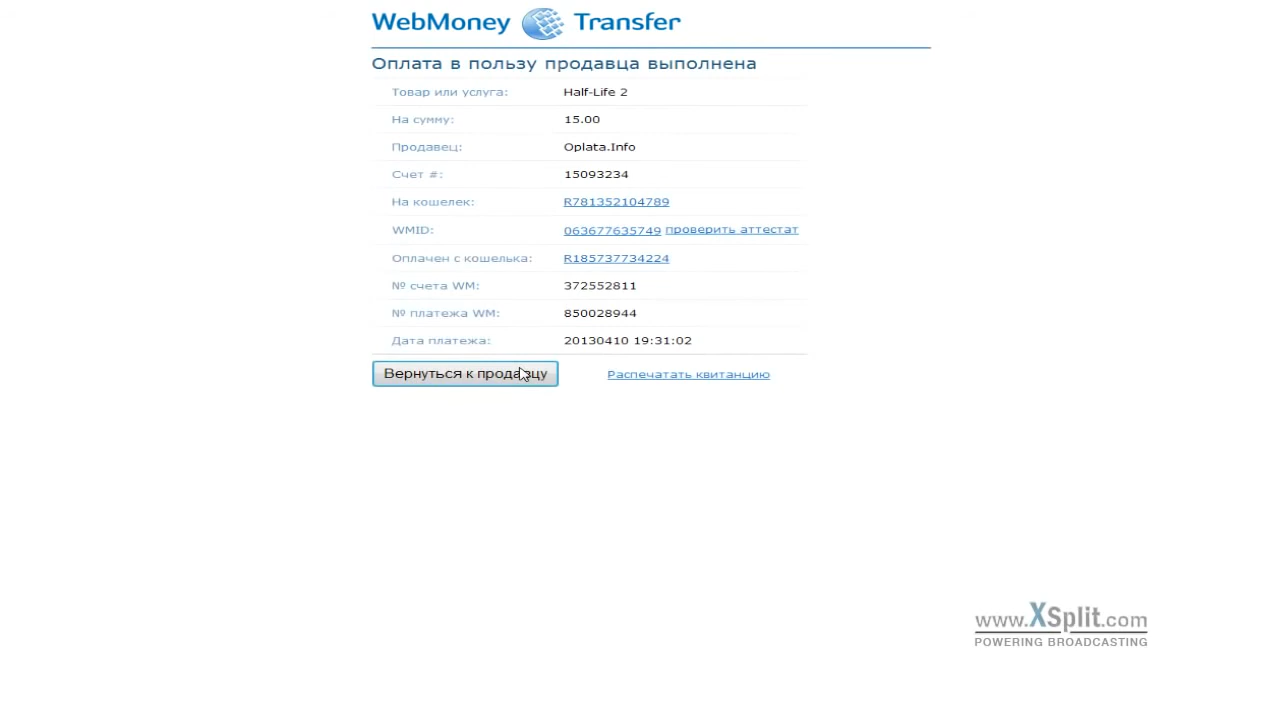 WebMoney Transfer
Оплата в пользу продавца выполнена
Товар или услуга: Half-Life 2
На сумму: 15.00
Продавец: Oplata.Info
Счет #: 15093234
На кошелек: R781352104789
WMID: 063677635749 проверить аттестат
Оплачен с кошелька: R185737734224
№ счета WM: 372552811
№ платежа WM: 850028944
Дата платежа: 20130410 19:31:02
Вернуться к продавцу Распечатать квитанцию
www.XSplit.com
POWERING BROADCASTING